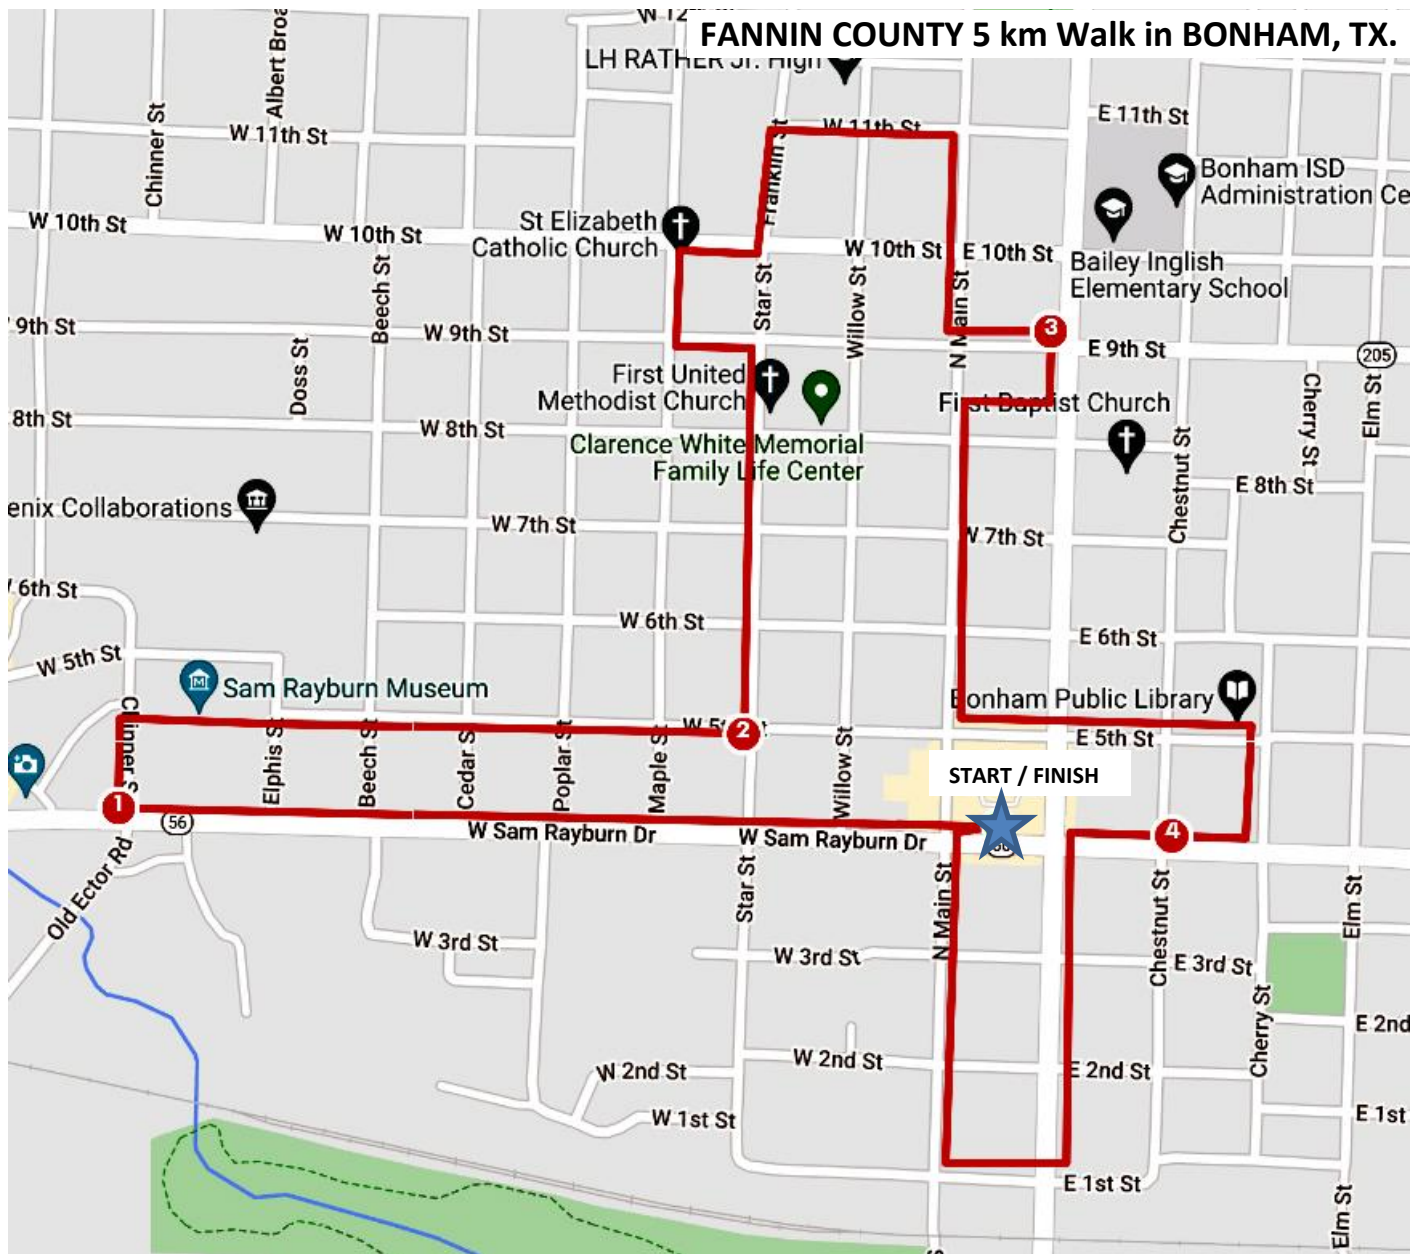 FANNIN COUNTY 5 km Walk in BONHAM, TX.
LH RATHER Jr. High
Chinner St
W 11th St
W 11th St
E 11th St
Franklin St
Bonham ISD
W 10th St
W 10th St
St Elizabeth
Catholic Church
W 10th St
E 10th St
Bailey Inglish
Elementary School
Beech St
Star St
Willow St
N Main St
9th St
W 9th St
3
E 9th St
205
Doss St
First United
Methodist Church
First Baptist Church
Cherry St
Elm St
8th St
W 8th St
Clarence White Memorial
Family Life Center
Chestnut St
E 8th St
W 7th St
W 7th St
6th St
W 6th St
E 6th St
W 5th St
Sam Rayburn Museum
Bonham Public Library
Chinner S
W 5th St
2
E 5th St
Elphis St
Beech St
Cedar S
Poplar St
Maple St
Willow St
START / FINISH
1
56
W Sam Rayburn Dr
W Sam Rayburn Dr
4
Old Ector Rd
Star St
N Main St
Chestnut St
Elm St
W 3rd St
W 3rd St
E 3rd St
Cherry St
E 2nd
W 2nd St
W 2nd St
E 2nd St
W 1st St
E 1st
E 1st St
Elm St